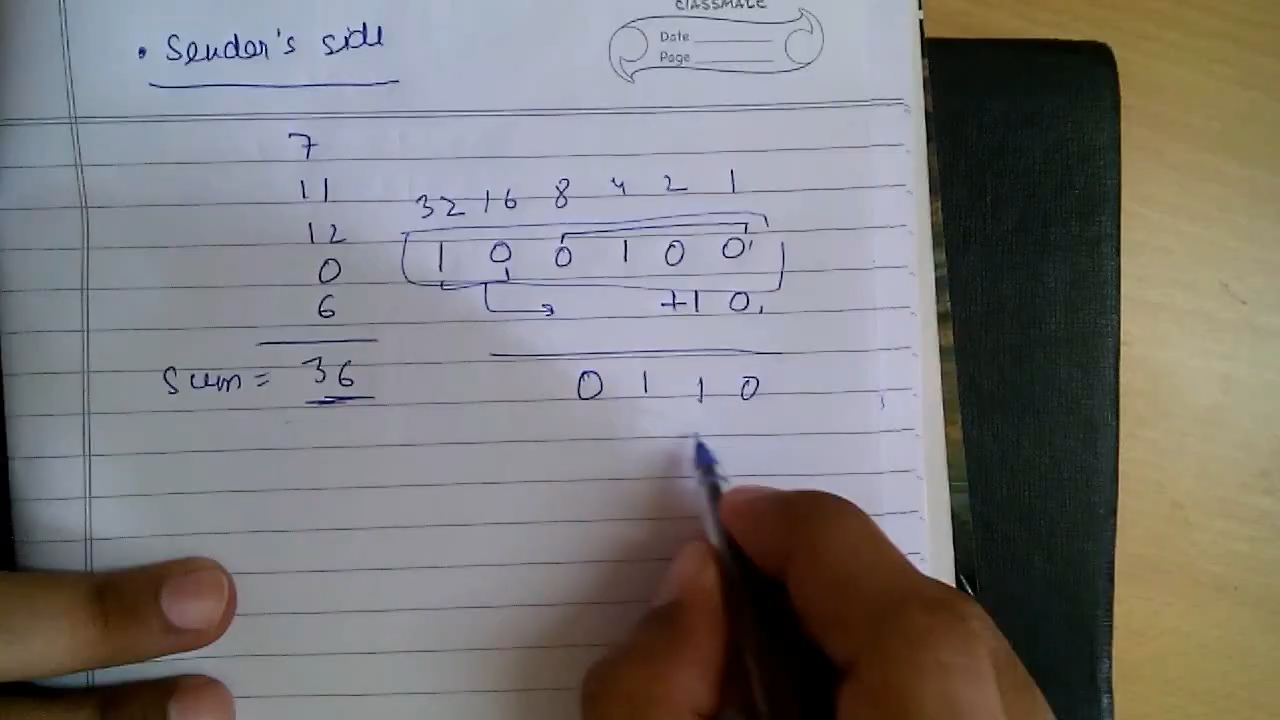 CLASSMATE
Date
Page
• Sender's side
7
11
12
0
6
Sum = 36
32 16 8 4 2 1
1 0 0 1 0 0
+1 0
0 1 1 0